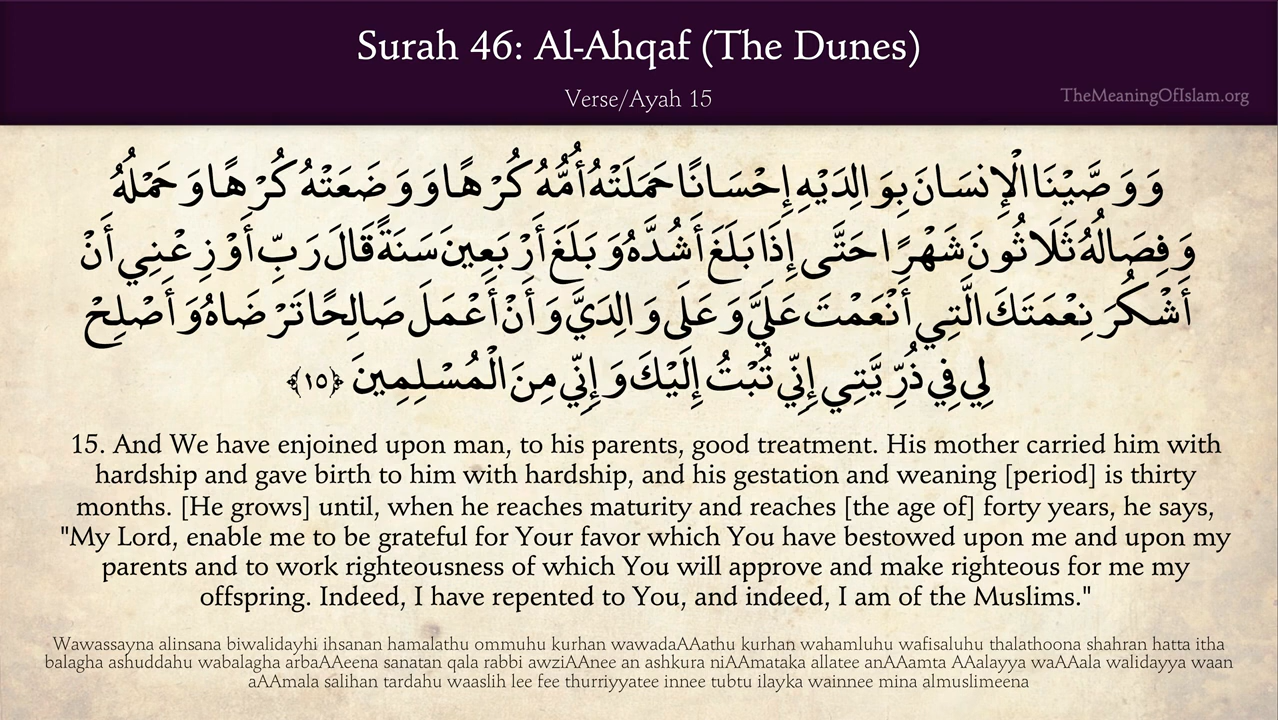 Surah 46: Al-Ahqaf (The Dunes)
Verse/Ayah 15
TheMeaningOfIslam.org
وَوَصَّيْنَا الْإِنسَانَ بِوَالِدَيْهِ إِحْسَانًا حَمَلَتْهُ أُمُّهُ كُرْهًا وَوَضَعَتْهُ كُرْهًا وَحَمْلُهُ
وَفِصَالُهُ ثَلَاثُونَ شَهْرًا حَتَّى إِذَا بَلَغَ أَشُدَّهُ وَبَلَغَ أَرْبَعِينَ سَنَةً قَالَ رَبِّ أَوْزِعْنِي أَنْ
أَشْكُرَ نِعْمَتَكَ الَّتِي أَنْعَمْتَ عَلَيَّ وَعَلَى وَالِدَيَّ وَأَنْ أَعْمَلَ صَالِحًا تَرْضَاهُ وَأَصْلِحْ
لِي فِي ذُرِّيَّتِي إِنِّي تُبْتُ إِلَيْكَ وَإِنِّي مِنَ الْمُسْلِمِينَ ﴿١٥﴾
15. And We have enjoined upon man, to his parents, good treatment. His mother carried him with
hardship and gave birth to him with hardship, and his gestation and weaning [period] is thirty
months. [He grows] until, when he reaches maturity and reaches [the age of] forty years, he says,
"My Lord, enable me to be grateful for Your favor which You have bestowed upon me and upon my
parents and to work righteousness of which You will approve and make righteous for me my
offspring. Indeed, I have repented to You, and indeed, I am of the Muslims."
Wawassayna alinsana biwalidayhi ihsanan hamalathu ommuhu kurhan wawadaAAathu kurhan wahamluhu wafisaluhu thalathoona shahran hatta itha
balagha ashuddahu wabalagha arbaAAeena sanatan qala rabbi awziAAnee an ashkura niAAmataka allatee anAAamta AAalayya waAAala walidayya waan
aAAmala salihan tardahu waaslih lee fee thurriyyatee innee tubtu ilayka wainnee mina almuslimeena